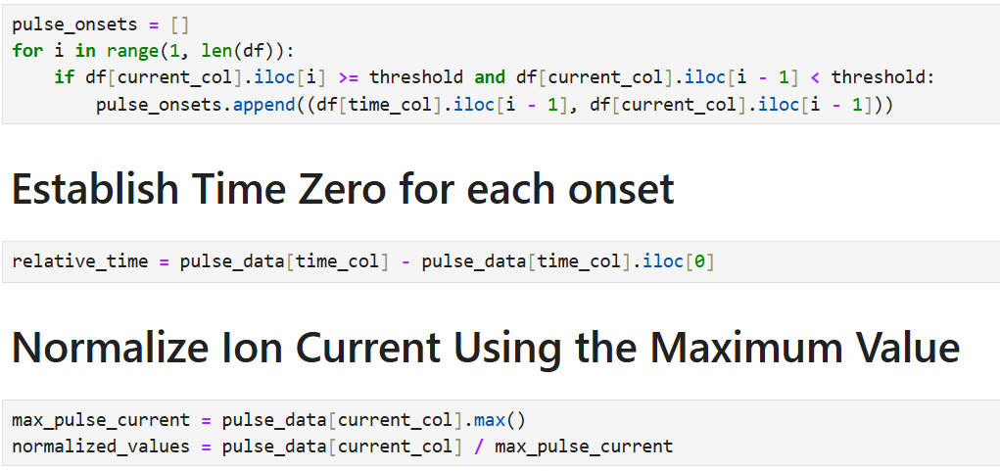 pulse_onsets = []
for i in range(1, len(df)):
    if df[current_col].iloc[i] >= threshold and df[current_col].iloc[i - 1] < threshold:
        pulse_onsets.append((df[time_col].iloc[i - 1], df[current_col].iloc[i - 1]))
Establish Time Zero for each onset
relative_time = pulse_data[time_col] - pulse_data[time_col].iloc[0]
Normalize Ion Current Using the Maximum Value
max_pulse_current = pulse_data[current_col].max()
normalized_values = pulse_data[current_col] / max_pulse_current